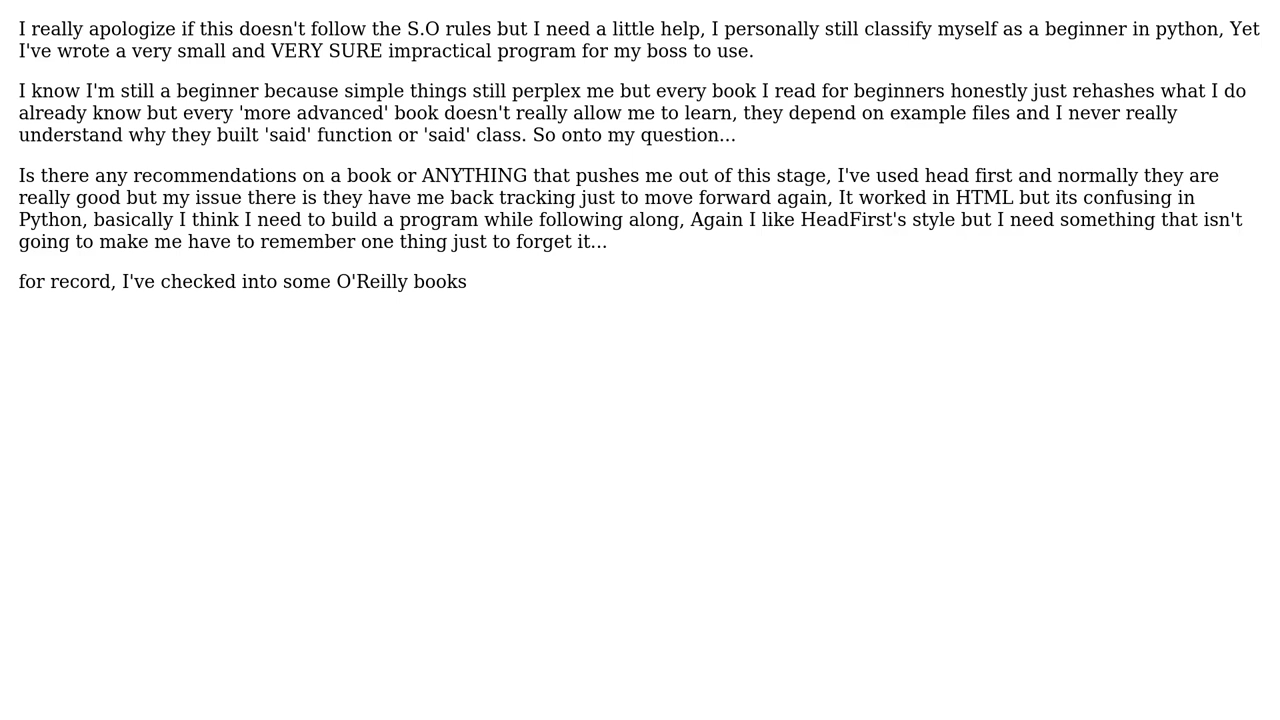 I really apologize if this doesn't follow the S.O rules but I need a little help, I personally still classify myself as a beginner in python, Yet
I've wrote a very small and VERY SURE impractical program for my boss to use.
I know I'm still a beginner because simple things still perplex me but every book I read for beginners honestly just rehashes what I do
already know but every 'more advanced' book doesn't really allow me to learn, they depend on example files and I never really
understand why they built 'said' function or 'said' class. So onto my question...
Is there any recommendations on a book or ANYTHING that pushes me out of this stage, I've used head first and normally they are
really good but my issue there is they have me back tracking just to move forward again, It worked in HTML but its confusing in
Python, basically I think I need to build a program while following along, Again I like HeadFirst's style but I need something that isn't
going to make me have to remember one thing just to forget it...
for record, I've checked into some O'Reilly books